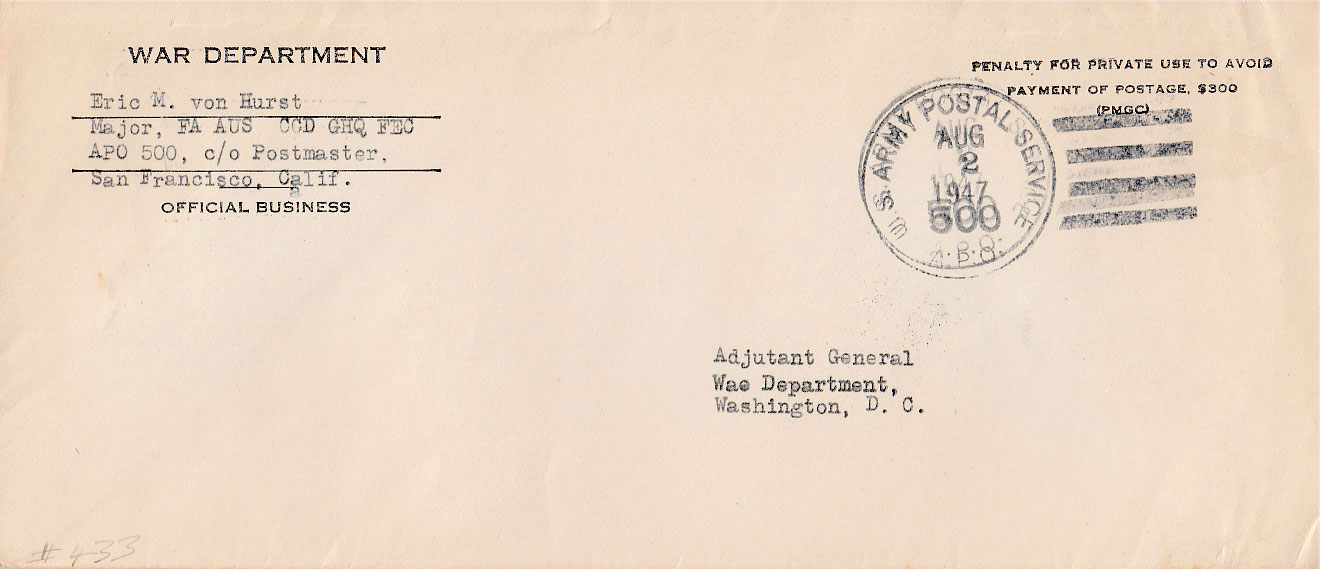 WAR DEPARTMENT
Eric M. von Hurst
Major, FA AUS CCD GHQ FEC
APO 500, c/o Postmaster,
San Francisco, Calif.
OFFICIAL BUSINESS
PENALTY FOR PRIVATE USE TO AVOID
PAYMENT OF POSTAGE, $300
(PMGC)
U.S. ARMY POSTAL SERVICE
AUG
2
1947
500
A.P.O.
Adjutant General
Wae Department,
Washington, D. C.
# 433